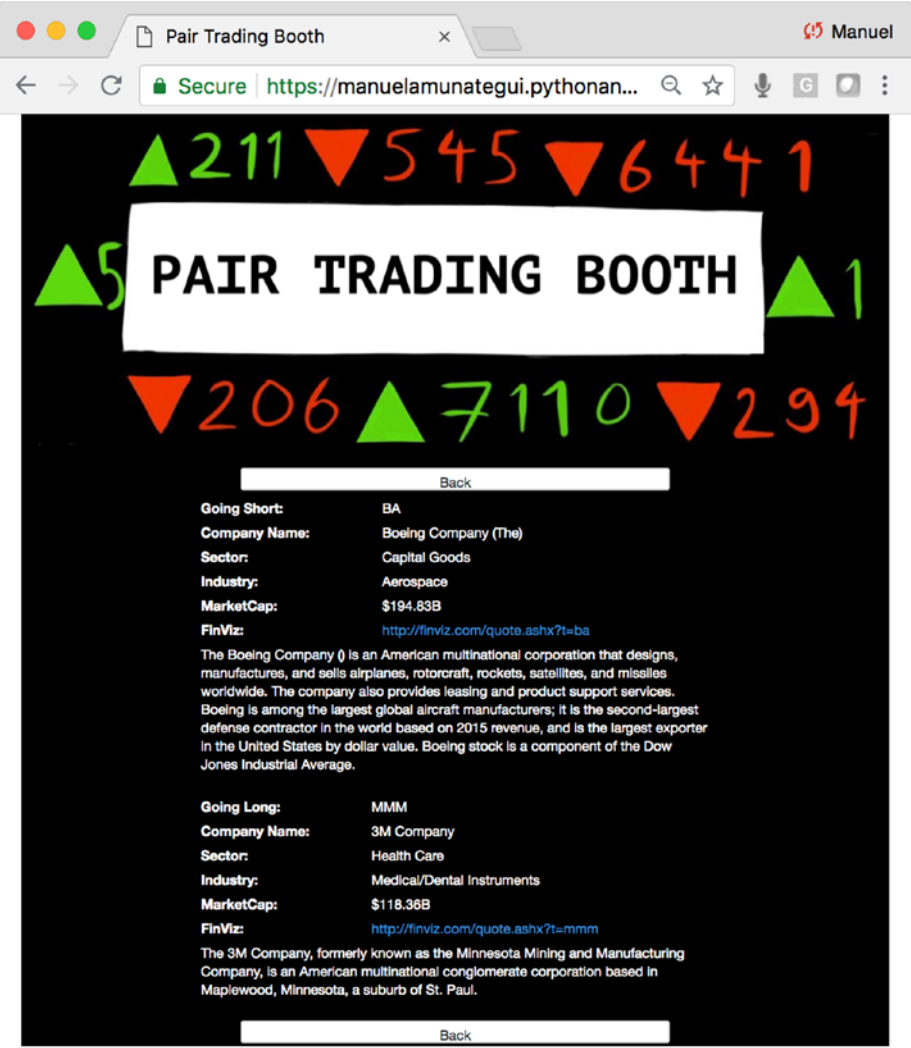 Pair Trading Booth
Manuel
Secure https://manuelamunategui.pythonan...
G
▲211 ▼545 ▼6441
▲5 PAIR TRADING BOOTH ▲1
▼206 ▲7110 ▼294
Back
Going Short: BA
Company Name: Boeing Company (The)
Sector: Capital Goods
Industry: Aerospace
MarketCap: $194.83B
FinViz: http://finviz.com/quote.ashx?t=ba
The Boeing Company () is an American multinational corporation that designs,
manufactures, and sells airplanes, rotorcraft, rockets, satellites, and missiles
worldwide. The company also provides leasing and product support services.
Boeing is among the largest global aircraft manufacturers; it is the second-largest
defense contractor in the world based on 2015 revenue, and is the largest exporter
in the United States by dollar value. Boeing stock is a component of the Dow
Jones Industrial Average.
Going Long: MMM
Company Name: 3M Company
Sector: Health Care
Industry: Medical/Dental Instruments
MarketCap: $118.36B
FinViz: http://finviz.com/quote.ashx?t=mmm
The 3M Company, formerly known as the Minnesota Mining and Manufacturing
Company, is an American multinational conglomerate corporation based in
Maplewood, Minnesota, a suburb of St. Paul.
Back